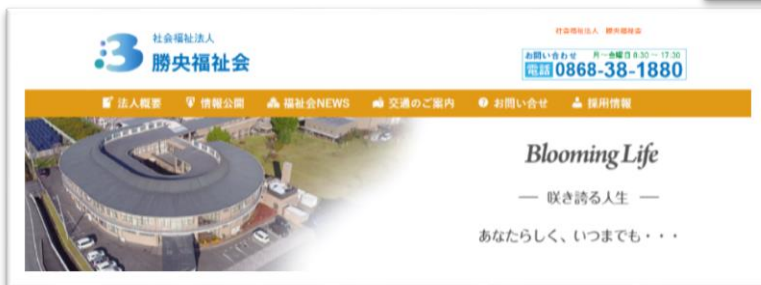 社会福祉法人
勝央福祉会
社会福祉法人　勝央福祉会
お問い合わせ　月～金曜日 8:30 ～ 17:30
電話 0868-38-1880
法人概要　情報公開　福祉会NEWS　交通のご案内　お問い合せ　採用情報
Blooming Life
― 咲き誇る人生 ―
あなたらしく、いつまでも・・・